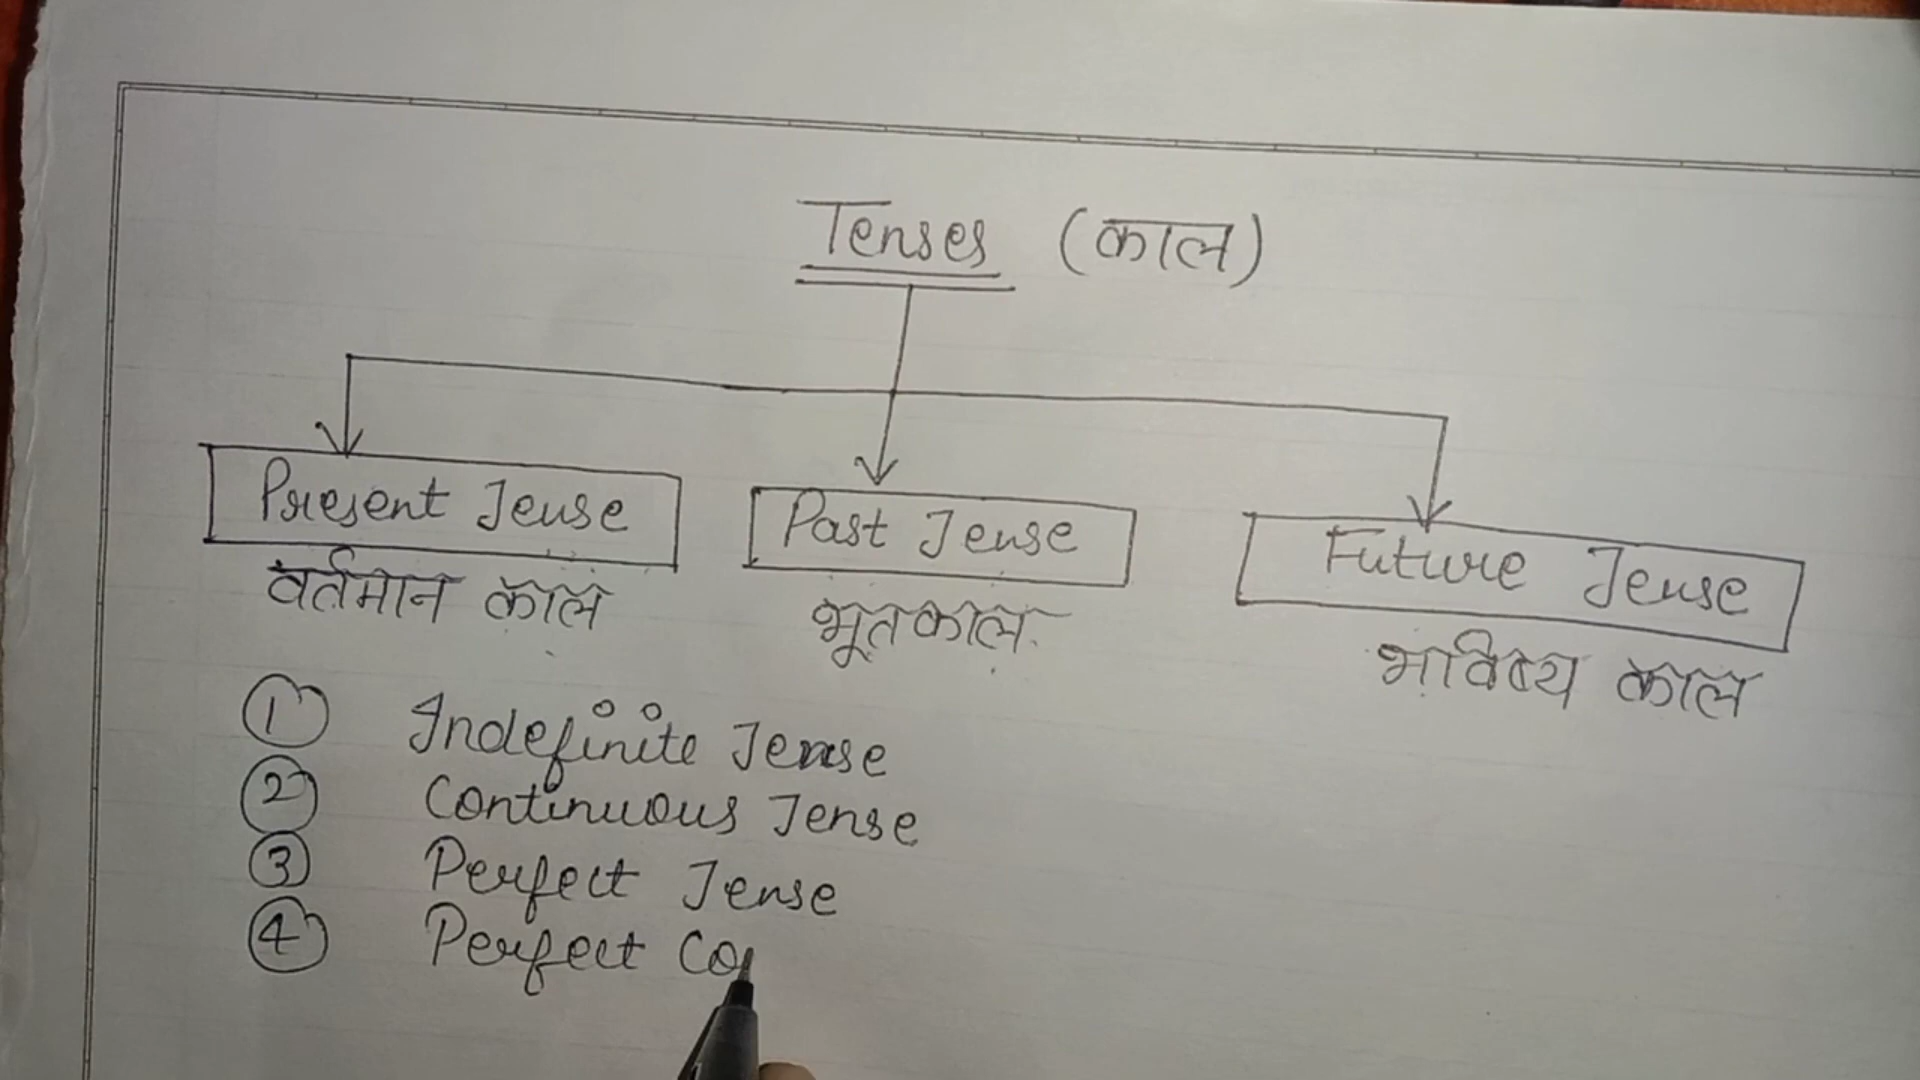 Tenses (काल)
Present Tense
Past Tense
Future Tense
वर्तमान काल
भूतकाल
भविष्य काल
1 Indefinite Tense
2 Continuous Tense
3 Perfect Tense
4 Perfect Co